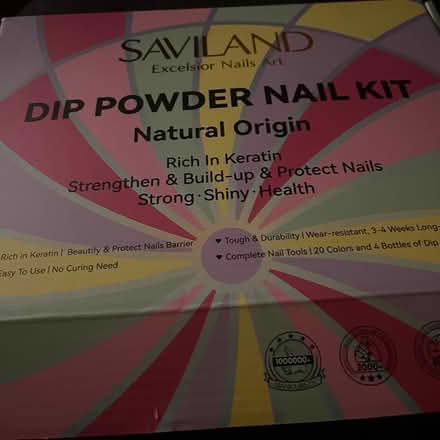 SAVILAND
Excelsior Nails Art
DIP POWDER NAIL KIT
Natural Origin
Rich In Keratin
Strengthen & Build-up & Protect Nails
Strong·Shiny·Health
Rich in Keratin | Beautify & Protect Nails Barrier
Easy To Use | No Curing Need
♥ Tough & Durability | Wear-resistant, 3-4 Weeks Long-
♥ Complete Nail Tools | 20 Colors and 4 Bottles of Dip
1000000+
2000+